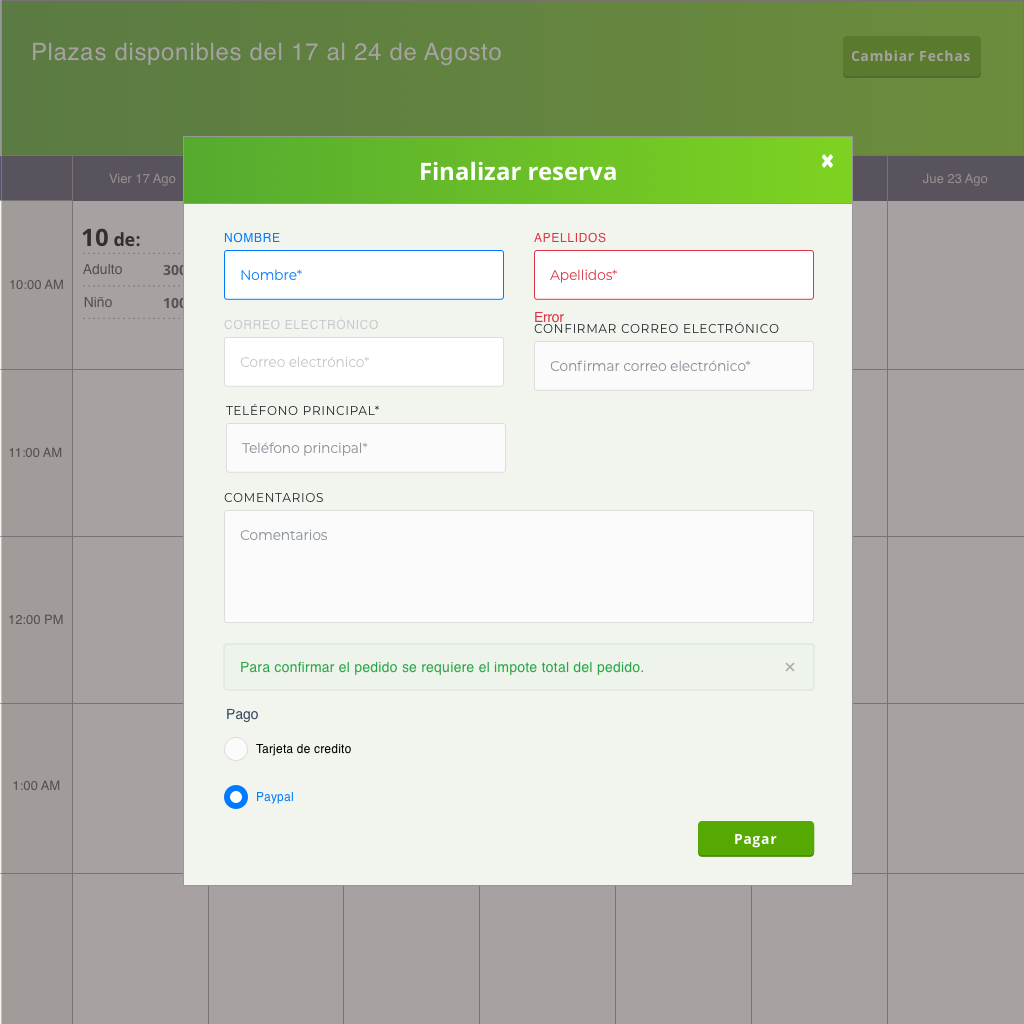 Plazas disponibles del 17 al 24 de Agosto
Cambiar Fechas
Vier 17 Ago
Jue 23 Ago
Finalizar reserva
10 de:
Adulto
Niño
10:00 AM
11:00 AM
12:00 PM
1:00 AM
NOMBRE
Nombre*
APELLIDOS
Apellidos*
Error
CORREO ELECTRÓNICO
Correo electrónico*
CONFIRMAR CORREO ELECTRÓNICO
Confirmar correo electrónico*
TELÉFONO PRINCIPAL*
Teléfono principal*
COMENTARIOS
Comentarios
Para confirmar el pedido se requiere el impote total del pedido.
Pago
Tarjeta de credito
Paypal
Pagar